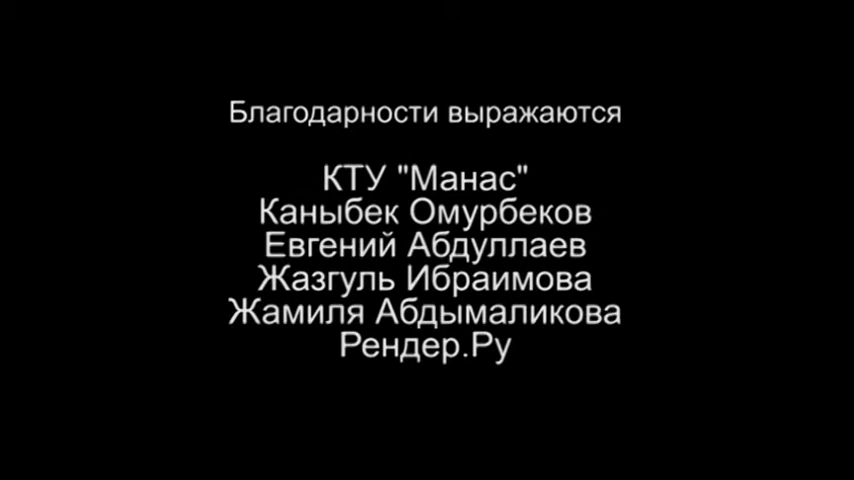 Благодарности выражаются
КТУ "Манас"
Каныбек Омурбеков
Евгений Абдуллаев
Жазгуль Ибраимова
Жамиля Абдымаликова
Рендер.Ру